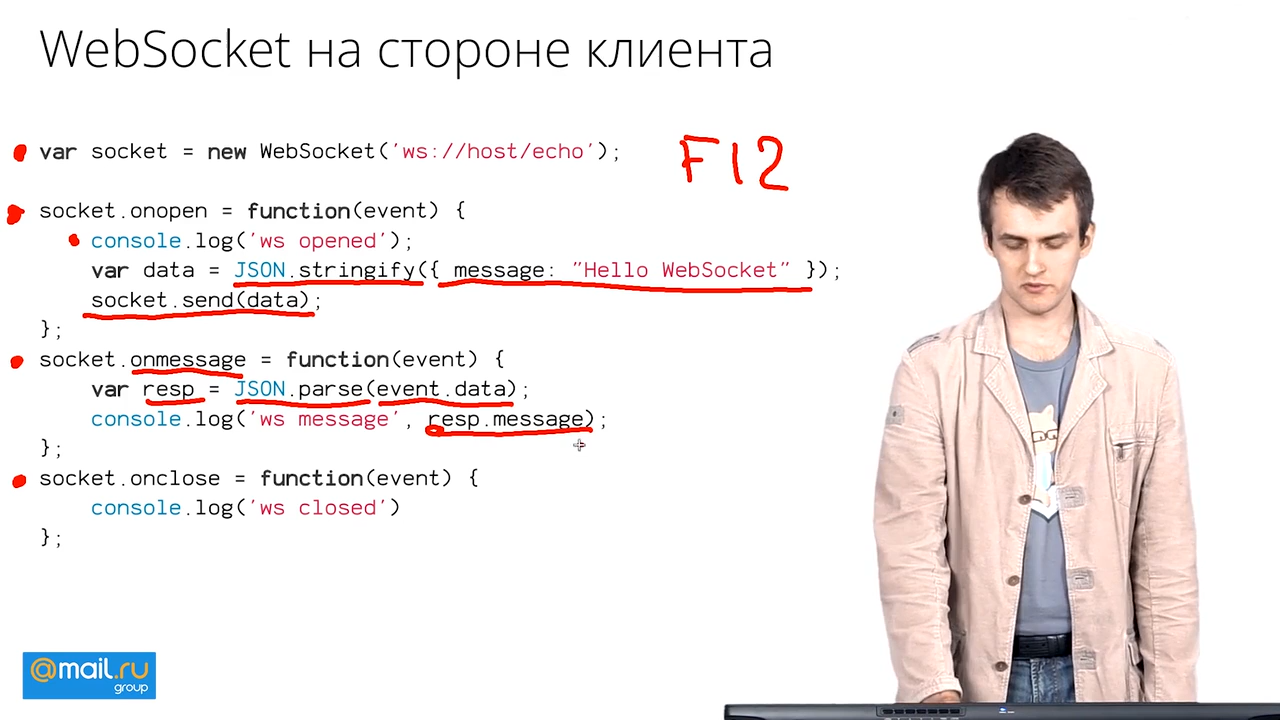 WebSocket на стороне клиента
var socket = new WebSocket('ws://host/echo');
F12
socket.onopen = function(event) {
console.log('ws opened');
var data = JSON.stringify({ message: "Hello WebSocket" });
socket.send(data);
};
socket.onmessage = function(event) {
var resp = JSON.parse(event.data);
console.log('ws message', resp.message);
};
socket.onclose = function(event) {
console.log('ws closed')
};
@mail.ru
group